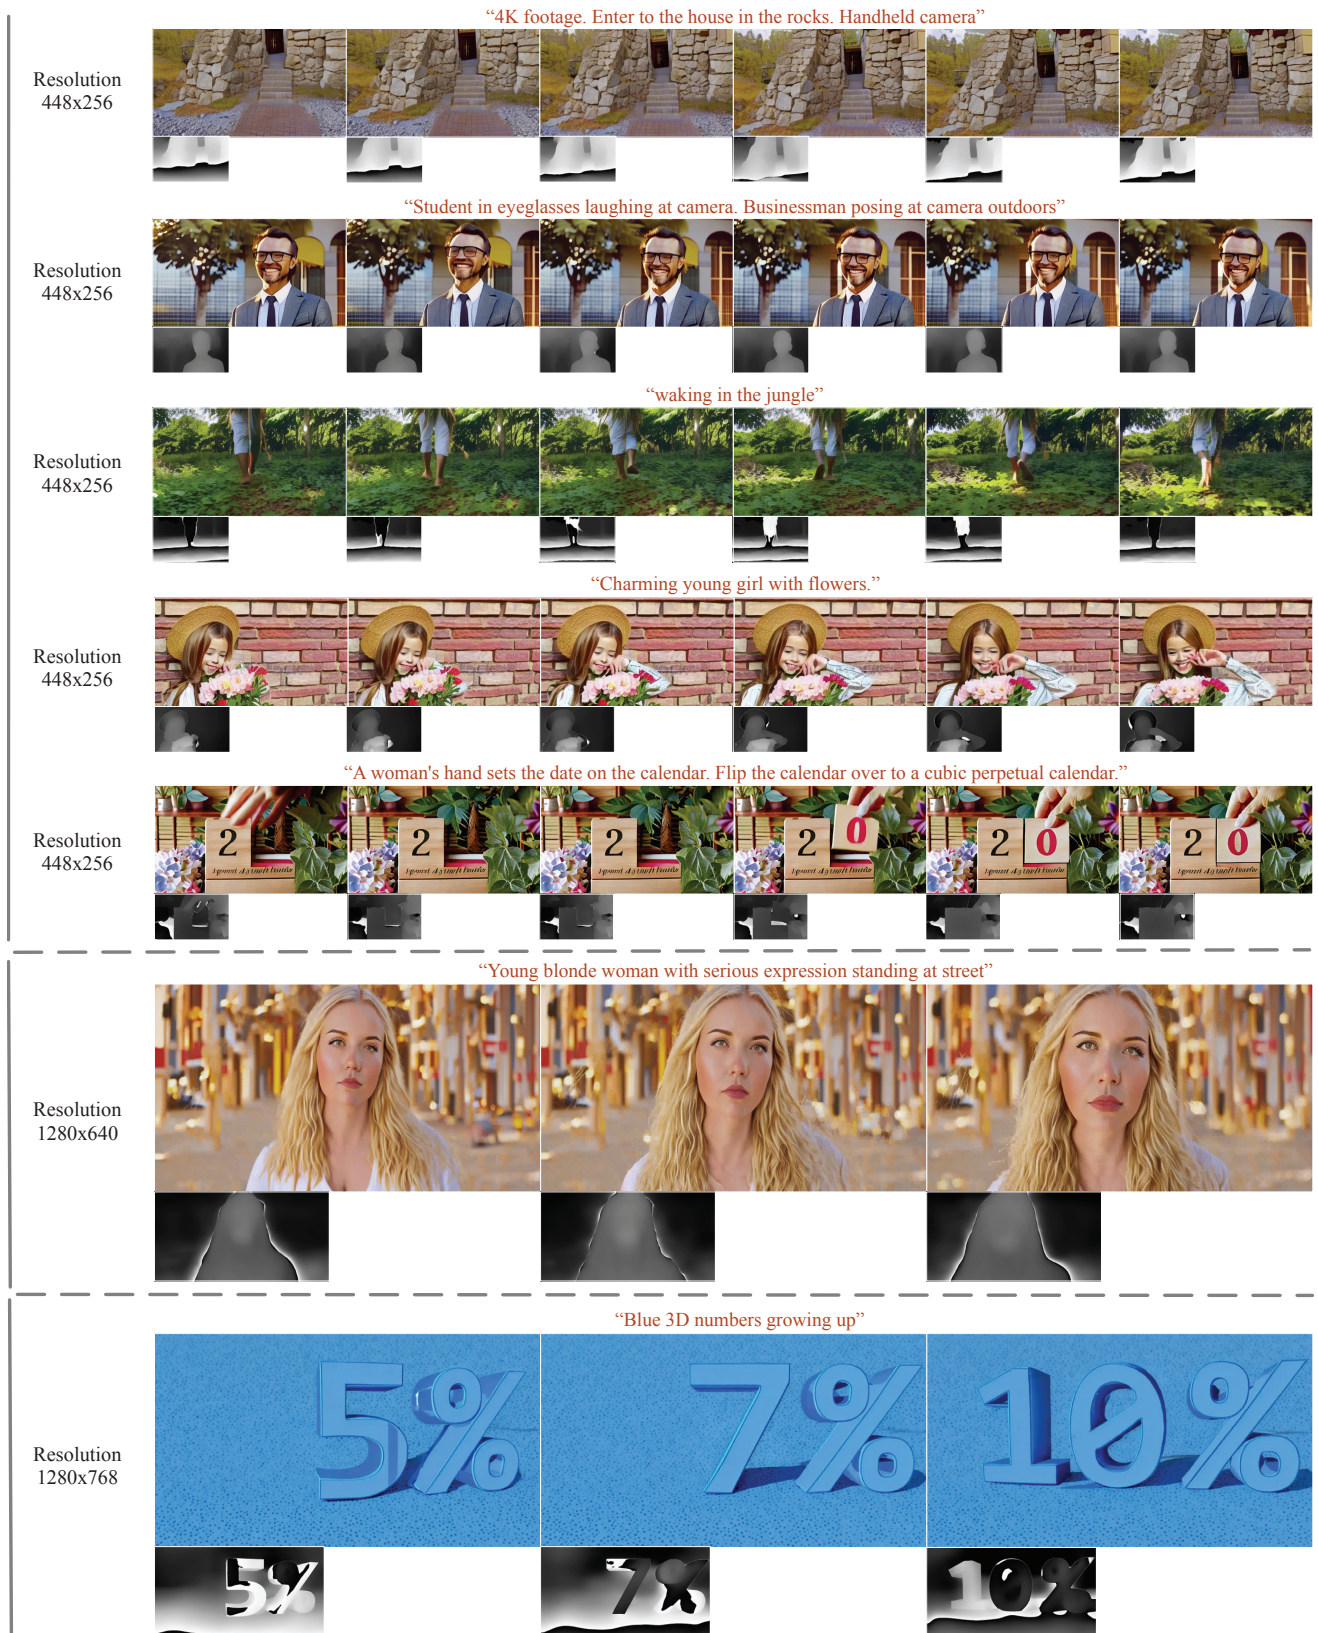 “4K footage. Enter to the house in the rocks. Handheld camera”
Resolution
448x256
“Student in eyeglasses laughing at camera. Businessman posing at camera outdoors”
Resolution
448x256
“waking in the jungle”
Resolution
448x256
“Charming young girl with flowers.”
Resolution
448x256
“A woman's hand sets the date on the calendar. Flip the calendar over to a cubic perpetual calendar.”
Resolution
448x256
2
2
2
2 0
2 0
2 0
“Young blonde woman with serious expression standing at street”
Resolution
1280x640
“Blue 3D numbers growing up”
Resolution
1280x768
5% 7% 10%
5% 7% 10%